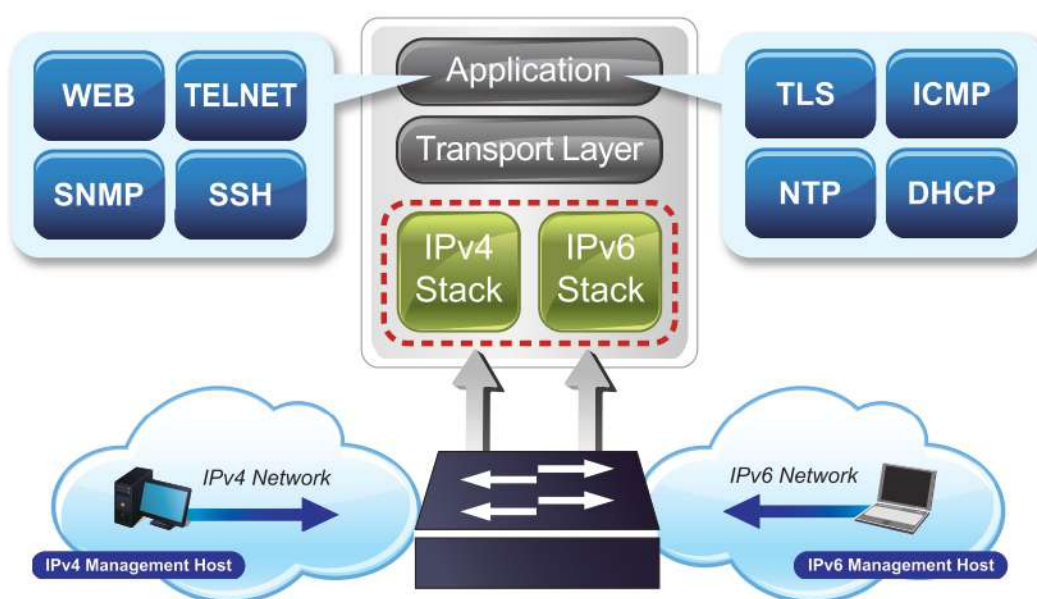 Application
Transport Layer
WEB
TELNET
SNMP
SSH
TLS
ICMP
NTP
DHCP
IPv4
Stack
IPv6
Stack
IPv4 Network
IPv4 Management Host
IPv6 Network
IPv6 Management Host